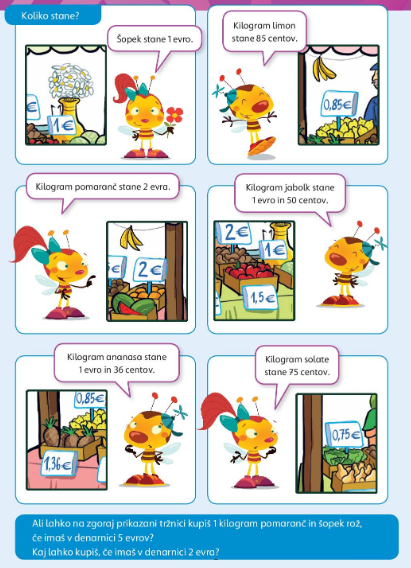 Koliko stane?
Šopek stane 1 evro.
1€
Kilogram limon
stane 85 centov.
0,85€
Kilogram pomaranč stane 2 evra.
2€
Kilogram jabolk stane
1 evro in 50 centov.
2€
1€
1,5€
Kilogram ananasa stane
1 evro in 36 centov.
0,85€
1,36€
Kilogram solate
stane 75 centov.
0,75€
Ali lahko na zgoraj prikazani tržnici kupiš 1 kilogram pomaranč in šopek rož,
če imaš v denarnici 5 evrov?
Kaj lahko kupiš, če imaš v denarnici 2 evra?